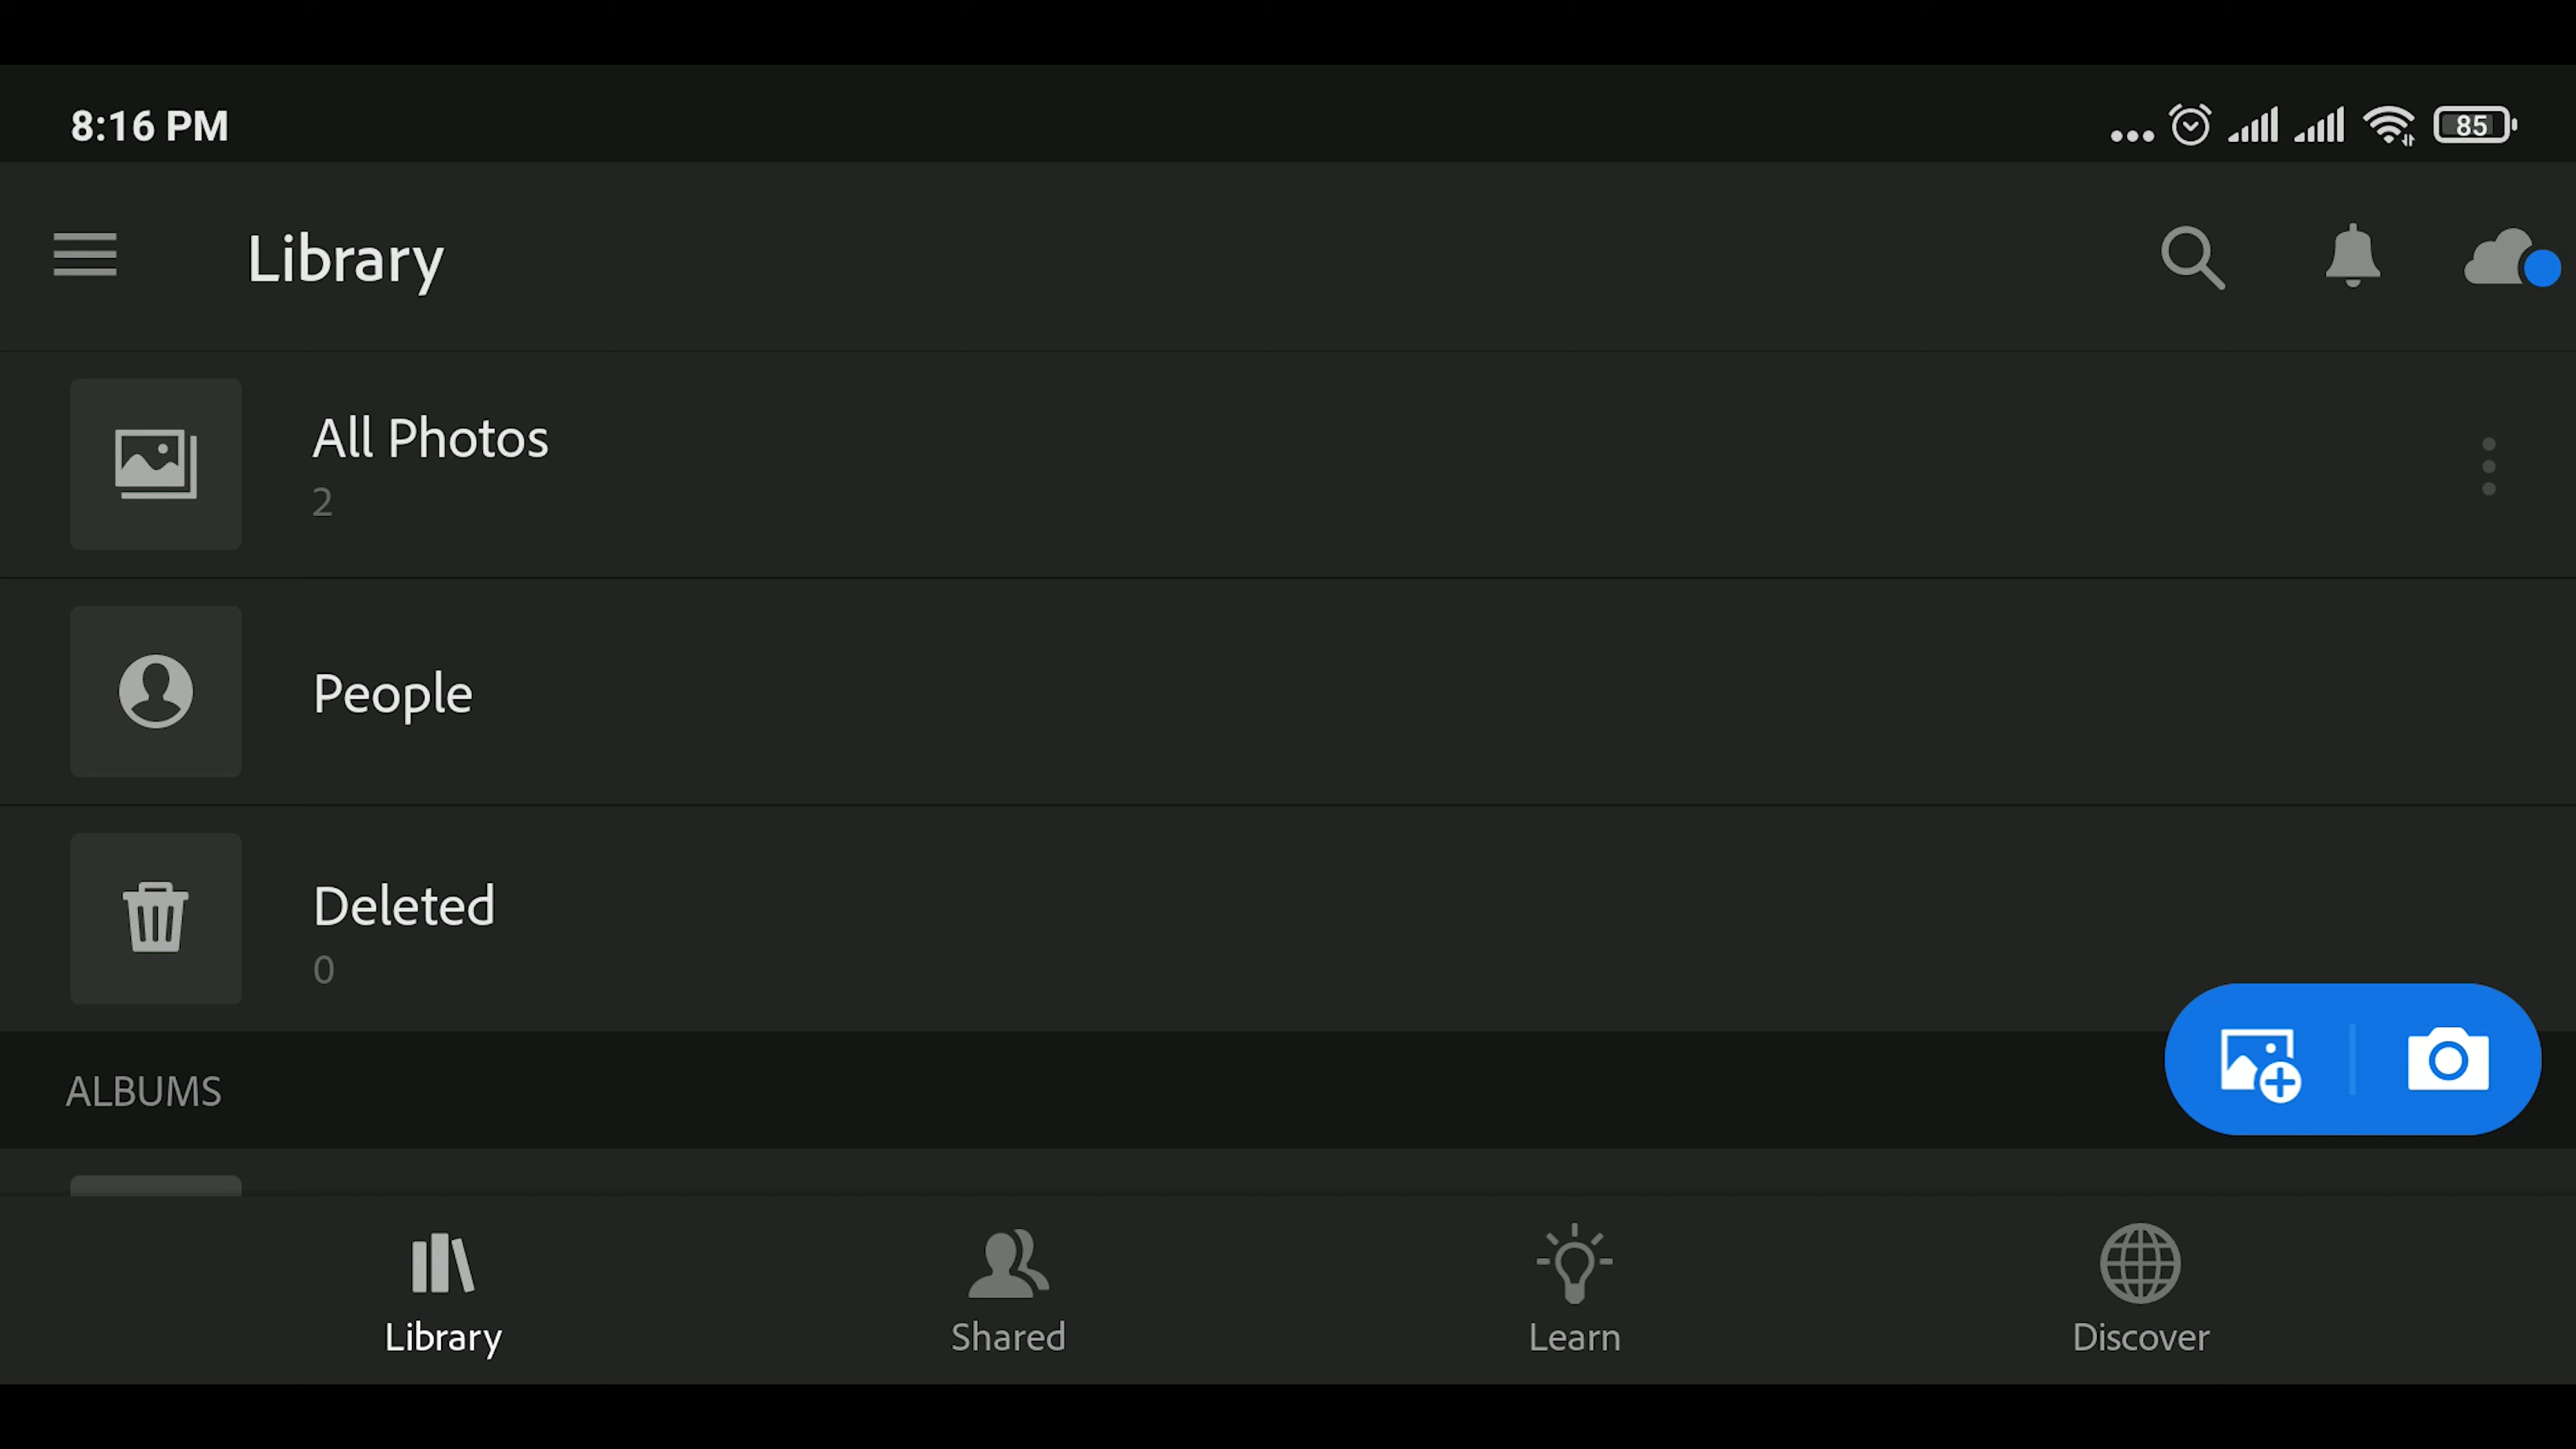 8:16 PM
85
Library
All Photos
2
People
Deleted
0
ALBUMS
Library
Shared
Learn
Discover